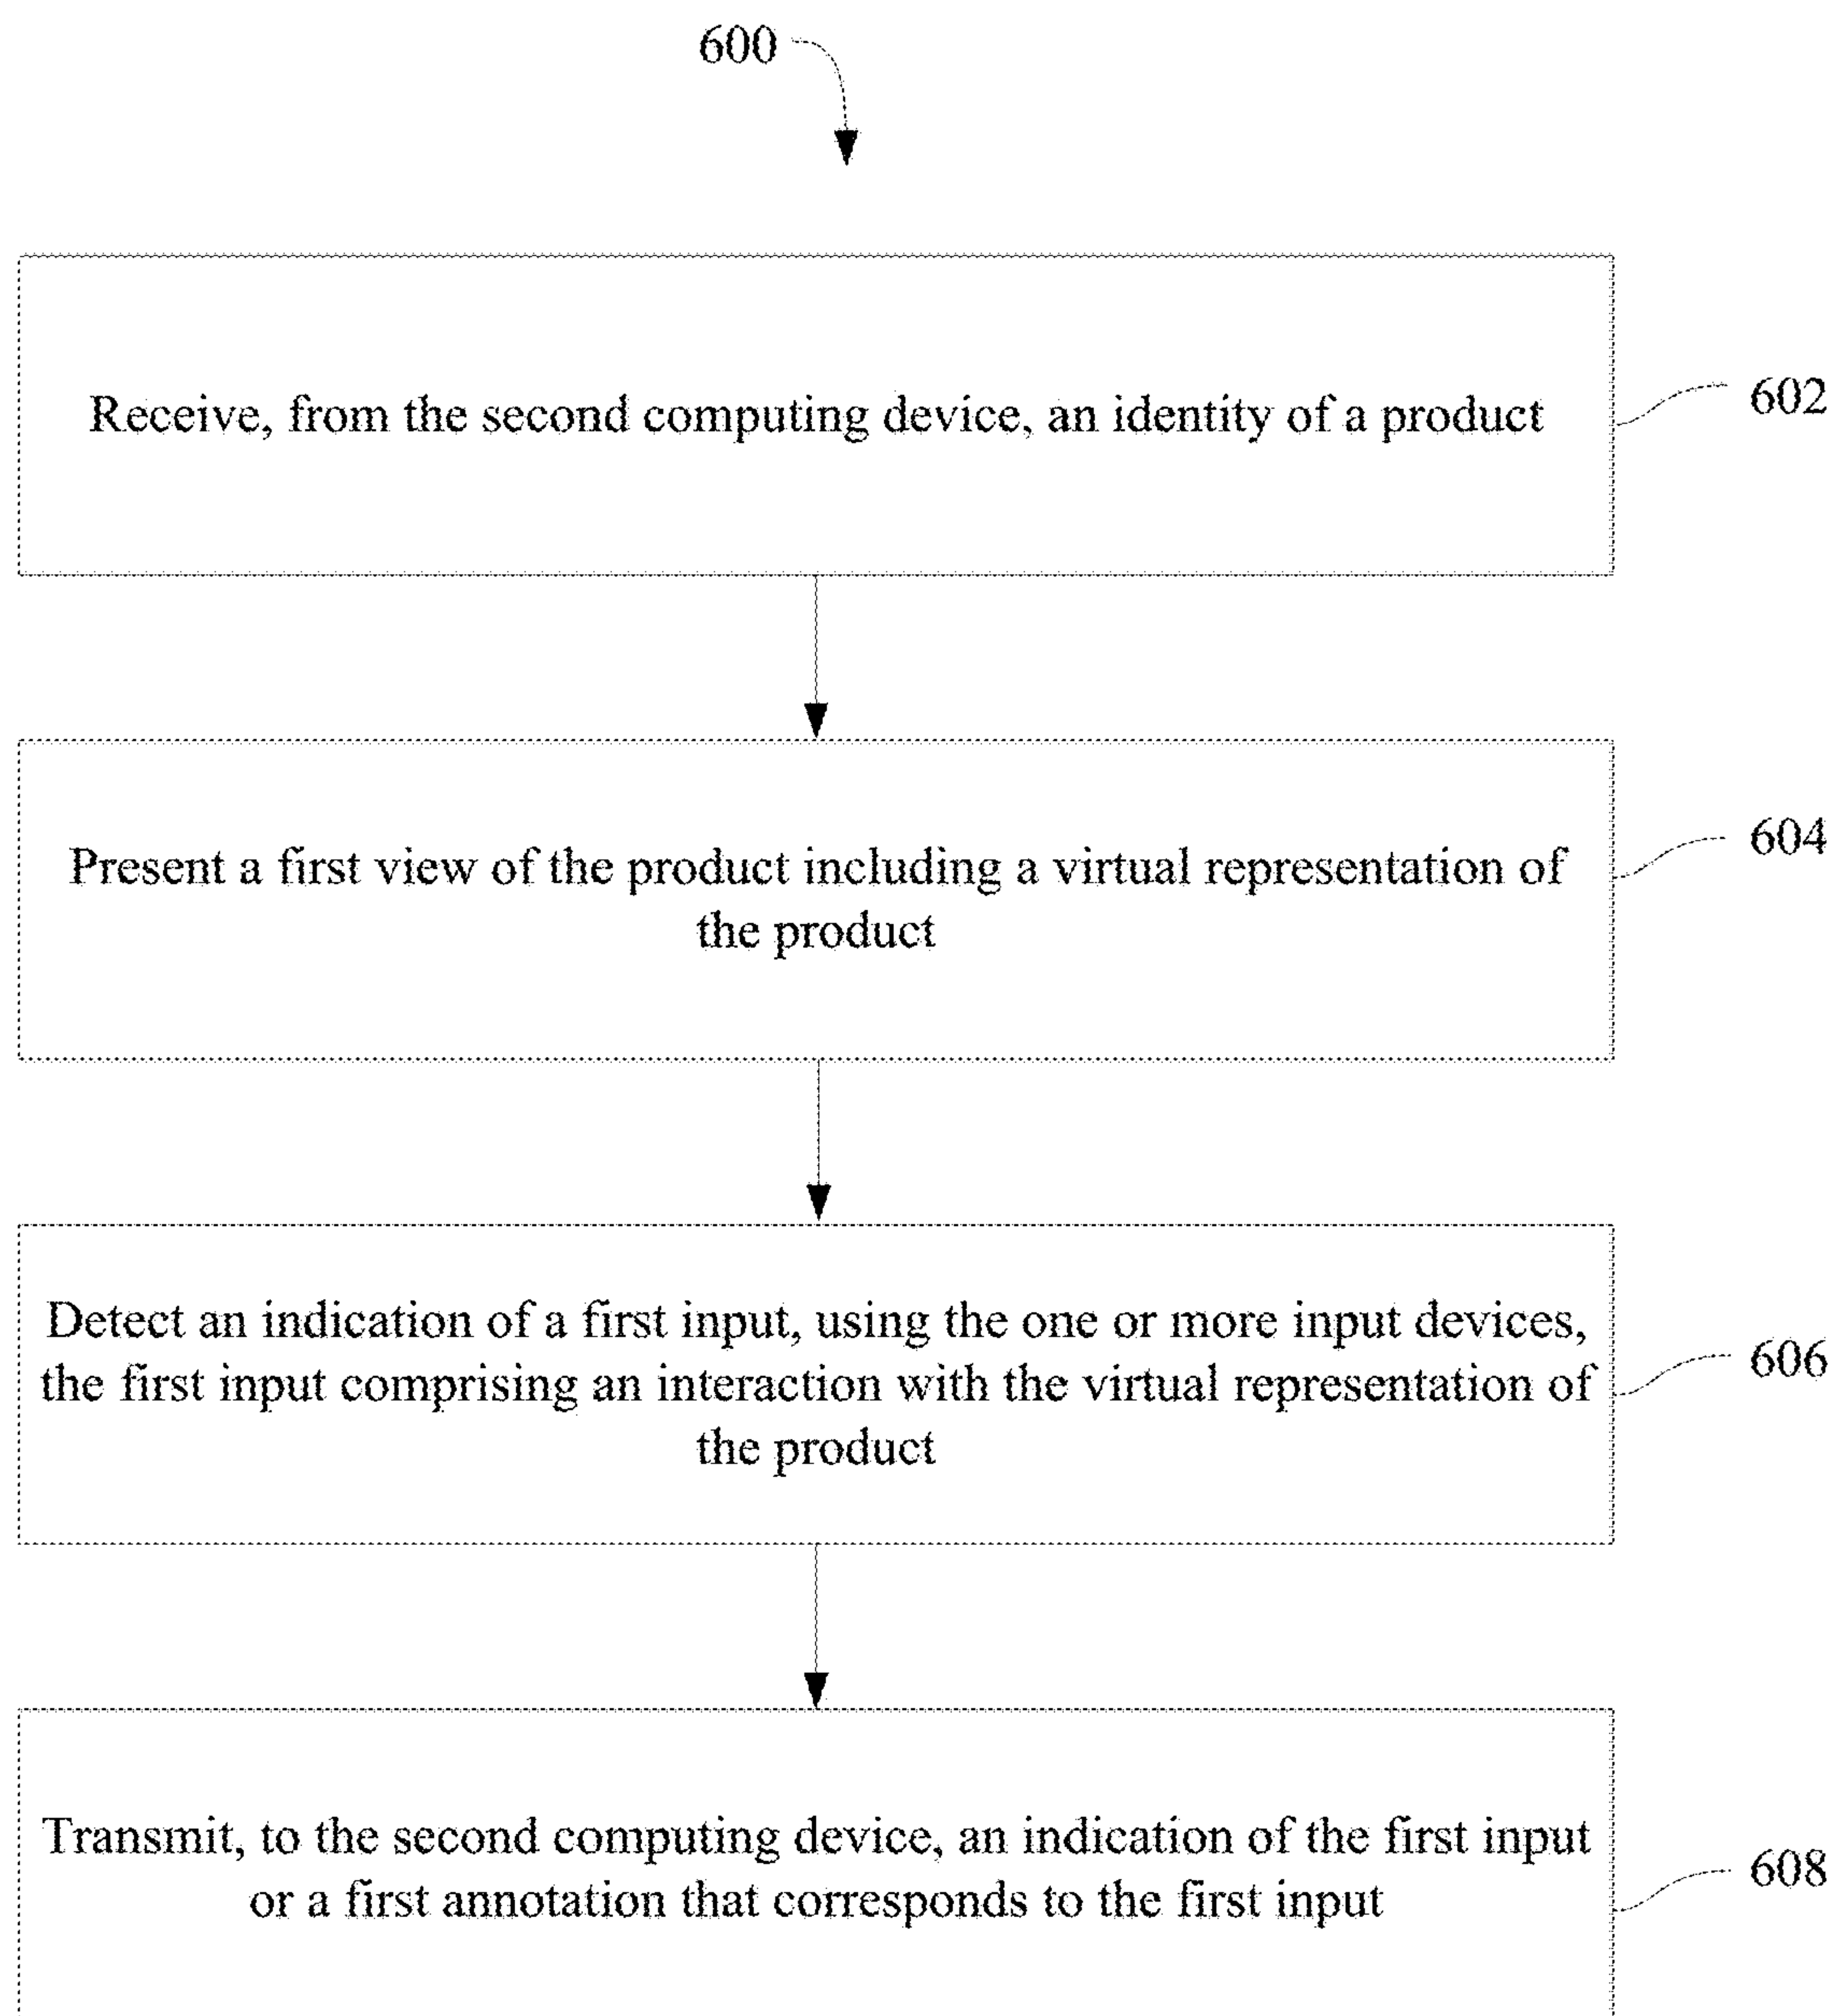 600
Receive, from the second computing device, an identity of a product
602
Present a first view of the product including a virtual representation of
the product
604
Detect an indication of a first input, using the one or more input devices,
the first input comprising an interaction with the virtual representation of
the product
606
Transmit, to the second computing device, an indication of the first input
or a first annotation that corresponds to the first input
608